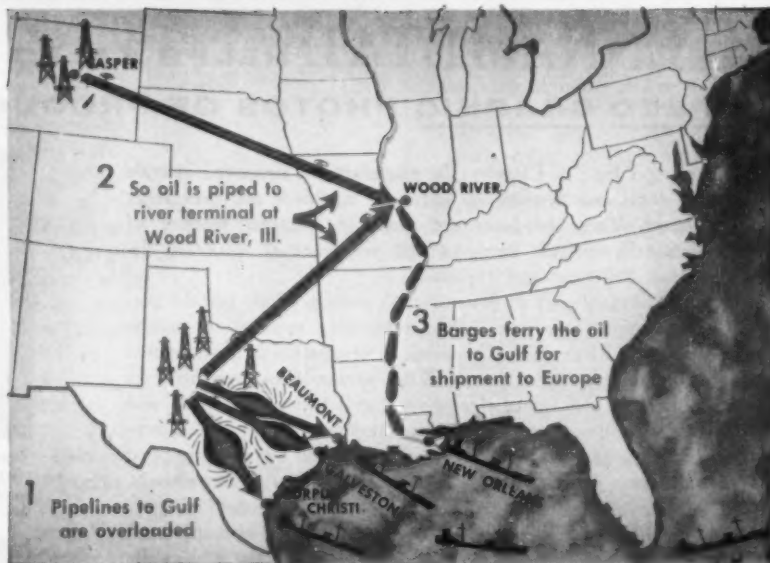 CASPER
2
So oil is piped to
river terminal at
Wood River, Ill.
WOOD RIVER
3
Barges ferry the oil
to Gulf for
shipment to Europe
BEAUMONT
GALVESTON
NEW ORLEANS
CORPUS
CHRISTI
1
Pipelines to Gulf
are overloaded